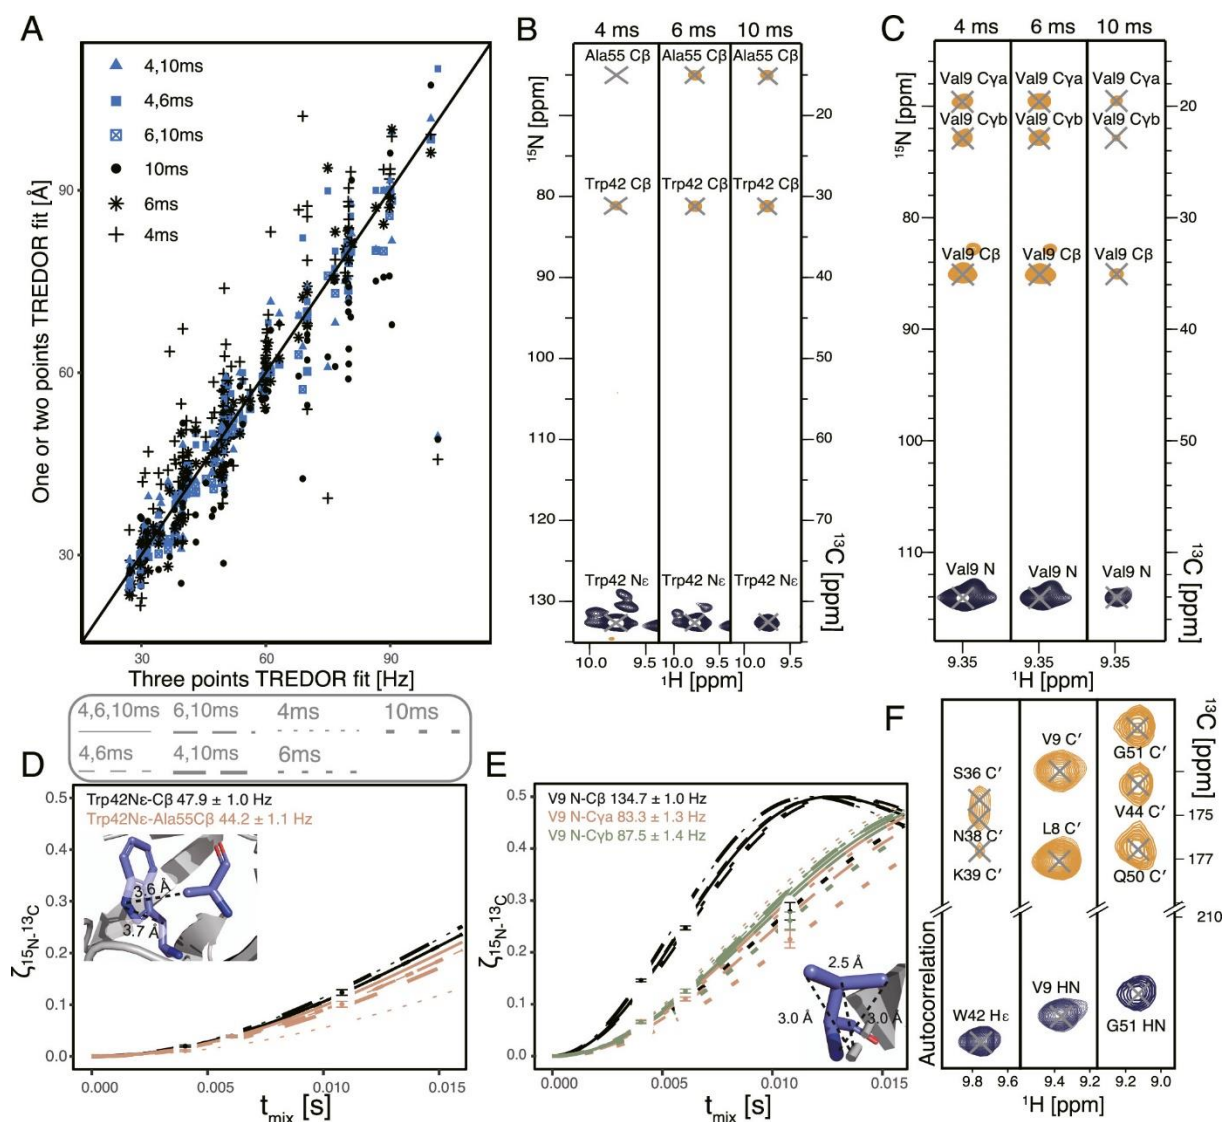 A
One or two points TREDOR fit [Å]
90
60
30
4,10ms
4,6ms
6,10ms
10ms
6ms
4ms
30
60
90
Three points TREDOR fit [Hz]
B
4 ms
6 ms
10 ms
15N [ppm]
80
90
100
110
120
130
Ala55 Cβ
Ala55 Cβ
Ala55 Cβ
Trp42 Cβ
Trp42 Cβ
Trp42 Cβ
Trp42 Nε
Trp42 Nε
Trp42 Nε
20
30
40
50
60
70
13C [ppm]
10.0
9.5
10.0
9.5
10.0
9.5
1H [ppm]
C
4 ms
6 ms
10 ms
15N [ppm]
80
90
100
110
Val9 Cγa
Val9 Cγa
Val9 Cγa
Val9 Cγb
Val9 Cγb
Val9 Cγb
Val9 Cβ
Val9 Cβ
Val9 Cβ
Val9 N
Val9 N
Val9 N
20
30
40
50
13C [ppm]
9.35
9.35
9.35
1H [ppm]
4,6,10ms
6,10ms
4ms
10ms
4,6ms
4,10ms
6ms
D
ζ15N-13C
0.5
0.4
0.3
0.2
0.1
0.0
Trp42Nε-Cβ 47.9 ± 1.0 Hz
Trp42Nε-Ala55Cβ 44.2 ± 1.1 Hz
3.6 Å
3.7 Å
0.000
0.005
0.010
0.015
tmix [s]
E
ζ15N-13C
0.5
0.4
0.3
0.2
0.1
0.0
V9 N-Cβ 134.7 ± 1.0 Hz
V9 N-Cγa 83.3 ± 1.3 Hz
V9 N-Cγb 87.5 ± 1.4 Hz
2.5 Å
3.0 Å
3.0 Å
0.000
0.005
0.010
0.015
tmix [s]
F
S36 C′
N38 C′
K39 C′
V9 C′
L8 C′
G51 C′
V44 C′
Q50 C′
13C [ppm]
175
177
210
Autocorrelation
W42 Hε
V9 HN
G51 HN
9.8
9.6
9.4
9.2
9.0
1H [ppm]